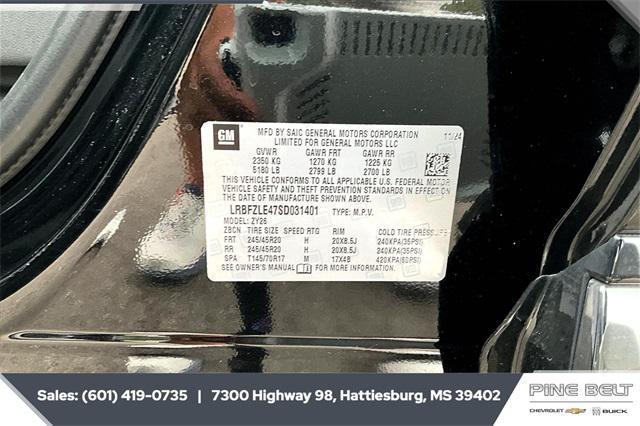 GM
MFD BY SAIC GENERAL MOTORS CORPORATION 11/24
LIMITED FOR GENERAL MOTORS LLC
GVWR GAWR FRT GAWR RR
2350 KG 1270 KG 1225 KG
5180 LB 2799 LB 2700 LB
THIS VEHICLE CONFORMS TO ALL APPLICABLE U.S. FEDERAL MOTOR
VEHICLE SAFETY AND THEFT PREVENTION STANDARDS IN EFFECT ON THE
DATE OF MANUFACTURE SHOWN ABOVE.
LRBFZLE47SD031401 TYPE: M.P.V.
MODEL: ZY26
ZBCN TIRE SIZE SPEED RTG RIM COLD TIRE PRESSURE
FRT 245/45R20 H 20X8.5J 240KPA(35PSI)
RR 245/45R20 H 20X8.5J 240KPA(35PSI)
SPA T145/70R17 M 17X4B 420KPA(60PSI)
SEE OWNER'S MANUAL FOR MORE INFORMATION.
Sales: (601) 419-0735 | 7300 Highway 98, Hattiesburg, MS 39402
PINE BELT
CHEVROLET BUICK